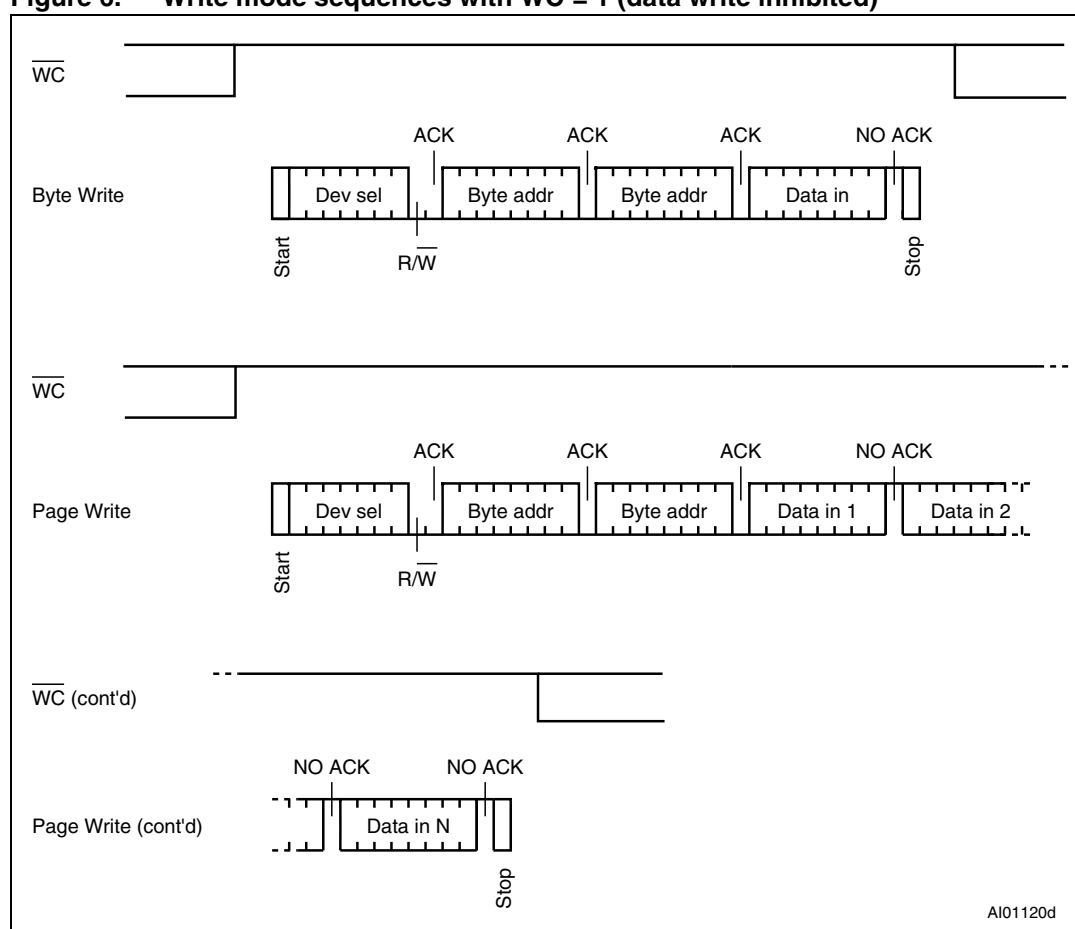 Figure 6. Write mode sequences with WC = 1 (data write inhibited)
WC
ACK ACK ACK NO ACK
Byte Write Dev sel Byte addr Byte addr Data in
Start R/W Stop
WC
ACK ACK ACK NO ACK
Page Write Dev sel Byte addr Byte addr Data in 1 Data in 2
Start R/W
WC (cont'd)
NO ACK NO ACK
Page Write (cont'd) Data in N
Stop
AI01120d